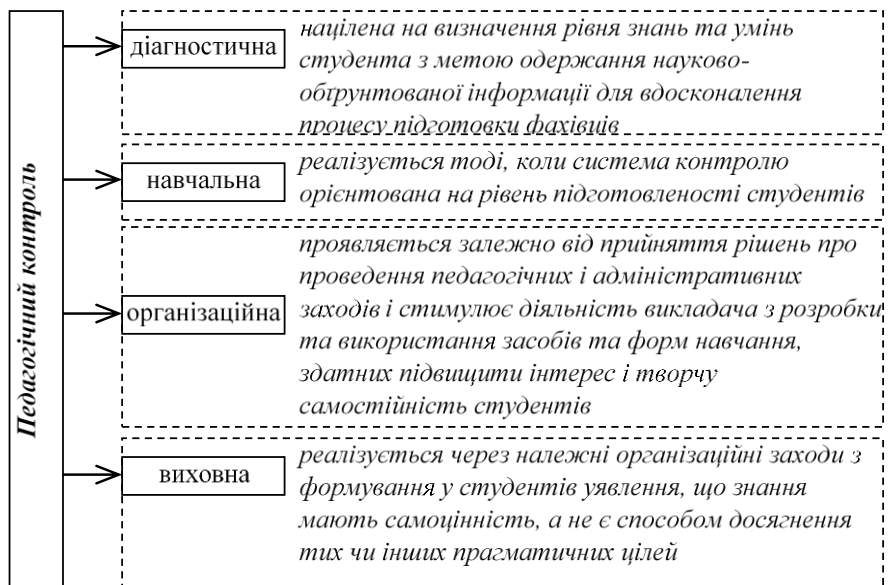 Педагогічний контроль
діагностична
націлена на визначення рівня знань та умінь
студента з метою одержання науково-
обґрунтованої інформації для вдосконалення
процесу підготовки фахівців
навчальна
реалізується тоді, коли система контролю
орієнтована на рівень підготовленості студентів
організаційна
проявляється залежно від прийняття рішень про
проведення педагогічних і адміністративних
заходів і стимулює діяльність викладача з розробки
та використання засобів та форм навчання,
здатних підвищити інтерес і творчу
самостійність студентів
виховна
реалізується через належні організаційні заходи з
формування у студентів уявлення, що знання
мають самоцінність, а не є способом досягнення
тих чи інших прагматичних цілей